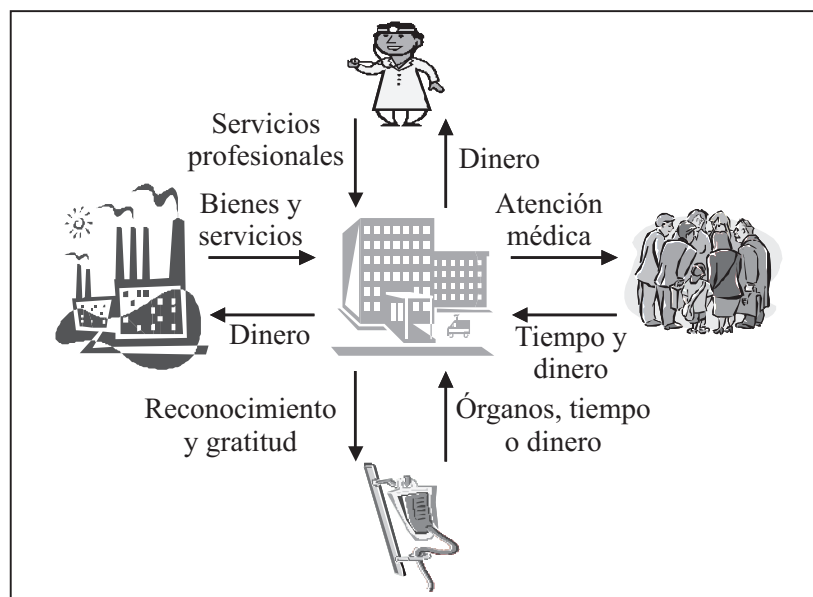 Servicios
profesionales
Dinero
Bienes y
servicios
Atención
médica
Dinero
Tiempo y
dinero
Reconocimiento
y gratitud
Órganos, tiempo
o dinero